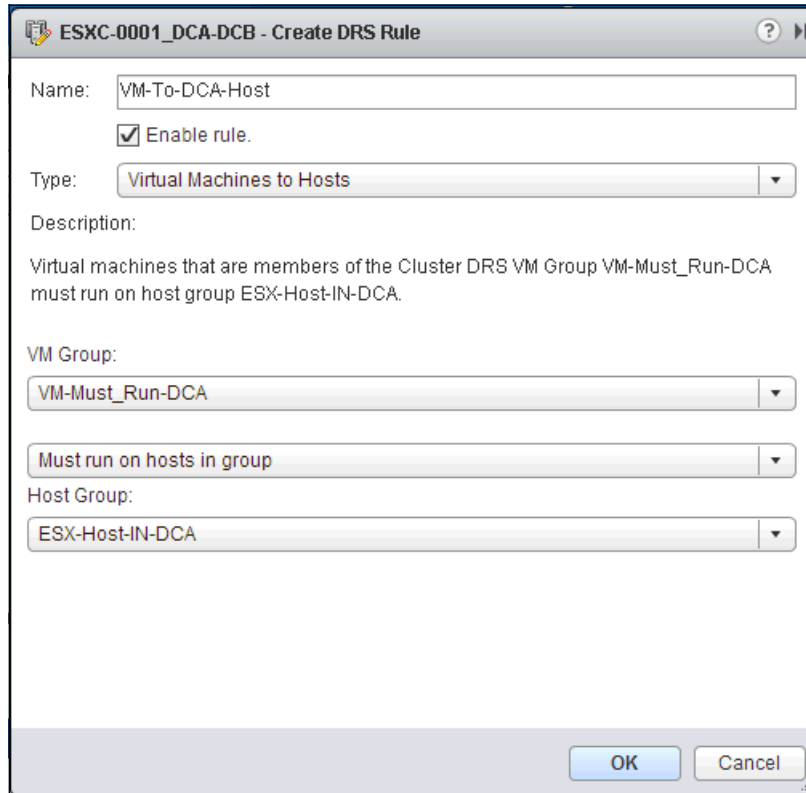 ESXC-0001_DCA-DCB - Create DRS Rule ?
Name: VM-To-DCA-Host
Enable rule.
Type: Virtual Machines to Hosts
Description:
Virtual machines that are members of the Cluster DRS VM Group VM-Must_Run-DCA
must run on host group ESX-Host-IN-DCA.
VM Group:
VM-Must_Run-DCA
Must run on hosts in group
Host Group:
ESX-Host-IN-DCA
OK Cancel